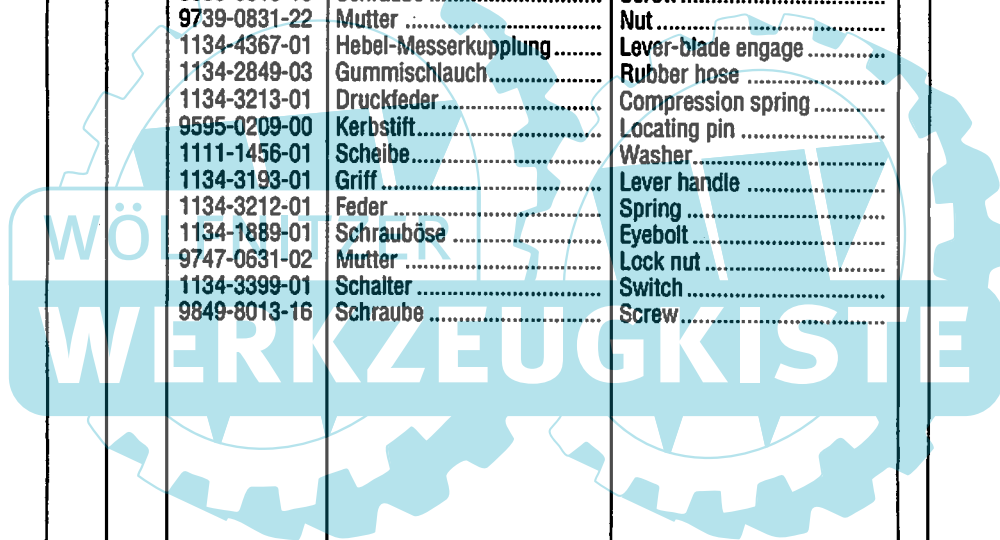 9739-0831-22 Mutter Nut
1134-4367-01 Hebel-Messerkupplung Lever-blade engage
1134-2849-03 Gummischlauch Rubber hose
1134-3213-01 Druckfeder Compression spring
9595-0209-00 Kerbstift Locating pin
1111-1456-01 Scheibe Washer
1134-3193-01 Griff Lever handle
1134-3212-01 Feder Spring
1134-1889-01 Schrauböse Eyebolt
9747-0631-02 Mutter Lock nut
1134-3399-01 Schalter Switch
9849-8013-16 Schraube Screw
WÖLFNITZER
WERKZEUGKISTE